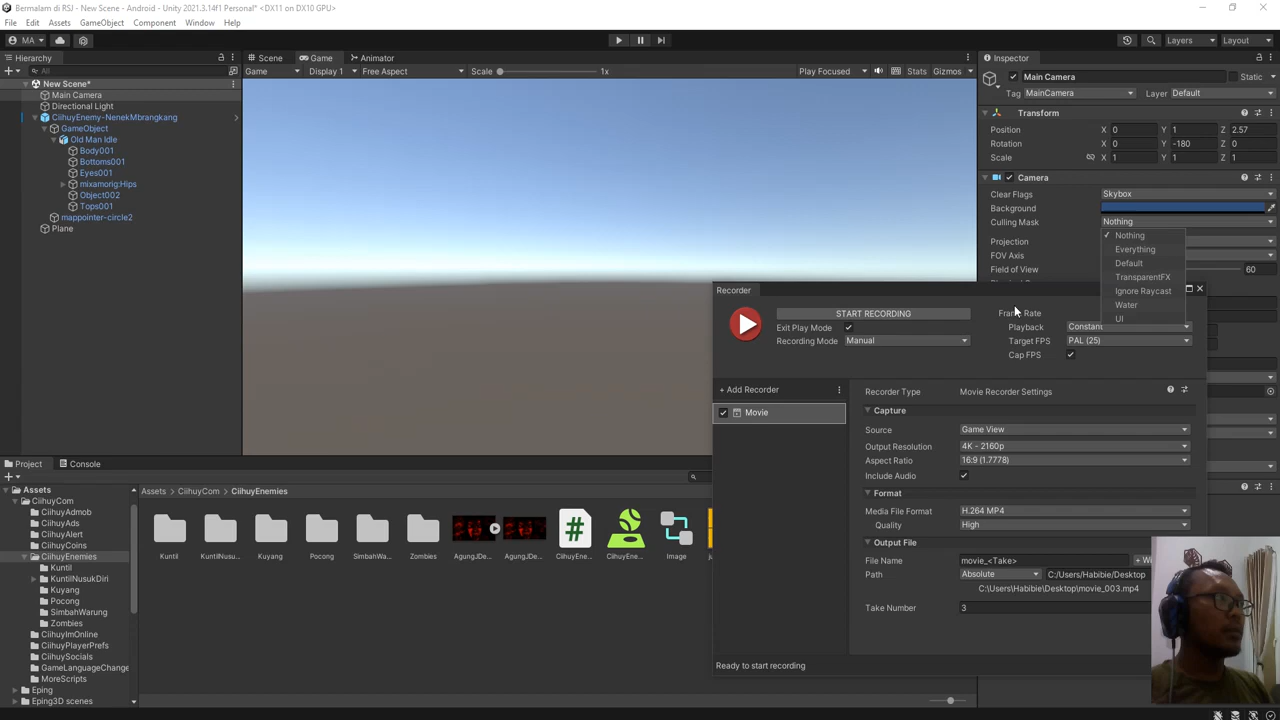 Bermalam di RSJ - New Scene - Android - Unity 2021.3.14f1 Personal* <DX11 on DX10 GPU>
File Edit Assets GameObject Component Window Help
MA
Layers Layout
Hierarchy
All
New Scene*
Main Camera
Directional Light
CiihuyEnemy-NenekMbrangkang
GameObject
Old Man Idle
Body001
Bottoms001
Eyes001
mixamorig:Hips
Object002
Tops001
mappointer-circle2
Plane
Scene Game Animator
Game Display 1 Free Aspect Scale 1x Play Focused Stats Gizmos
Inspector
Main Camera Static
Tag MainCamera Layer Default
Transform
Position X 0 Y 1 Z 2.57
Rotation X 0 Y -180 Z 0
Scale X 1 Y 1 Z 1
Camera
Clear Flags Skybox
Background
Culling Mask Nothing
Projection
FOV Axis
Field of View 60
Nothing
Everything
Default
TransparentFX
Ignore Raycast
Water
UI
Recorder
START RECORDING
Exit Play Mode
Recording Mode Manual
Frame Rate
Playback Constant
Target FPS PAL (25)
Cap FPS
+ Add Recorder
Movie
Recorder Type Movie Recorder Settings
Capture
Source Game View
Output Resolution 4K - 2160p
Aspect Ratio 16:9 (1.7778)
Include Audio
Format
Media File Format H.264 MP4
Quality High
Output File
File Name movie_<Take> + Wi
Path Absolute C:/Users/Habibie/Desktop
C:\Users\Habibie\Desktop\movie_003.mp4
Take Number 3
Ready to start recording
Project Console
Assets
CiihuyCom
CiihuyAdmob
CiihuyAds
CiihuyAlert
CiihuyCoins
CiihuyEnemies
Kuntil
KuntilNusukDiri
Kuyang
Pocong
SimbahWarung
Zombies
CiihuyImOnline
CiihuyPlayerPrefs
CiihuySocials
GameLanguageChange
MoreScripts
Eping
Eping3D scenes
Assets > CiihuyCom > CiihuyEnemies
Kuntil KuntilNusu... Kuyang Pocong SimbahWa... Zombies AgungJDe... AgungJDe... CiihuyEne... CiihuyEne... Image